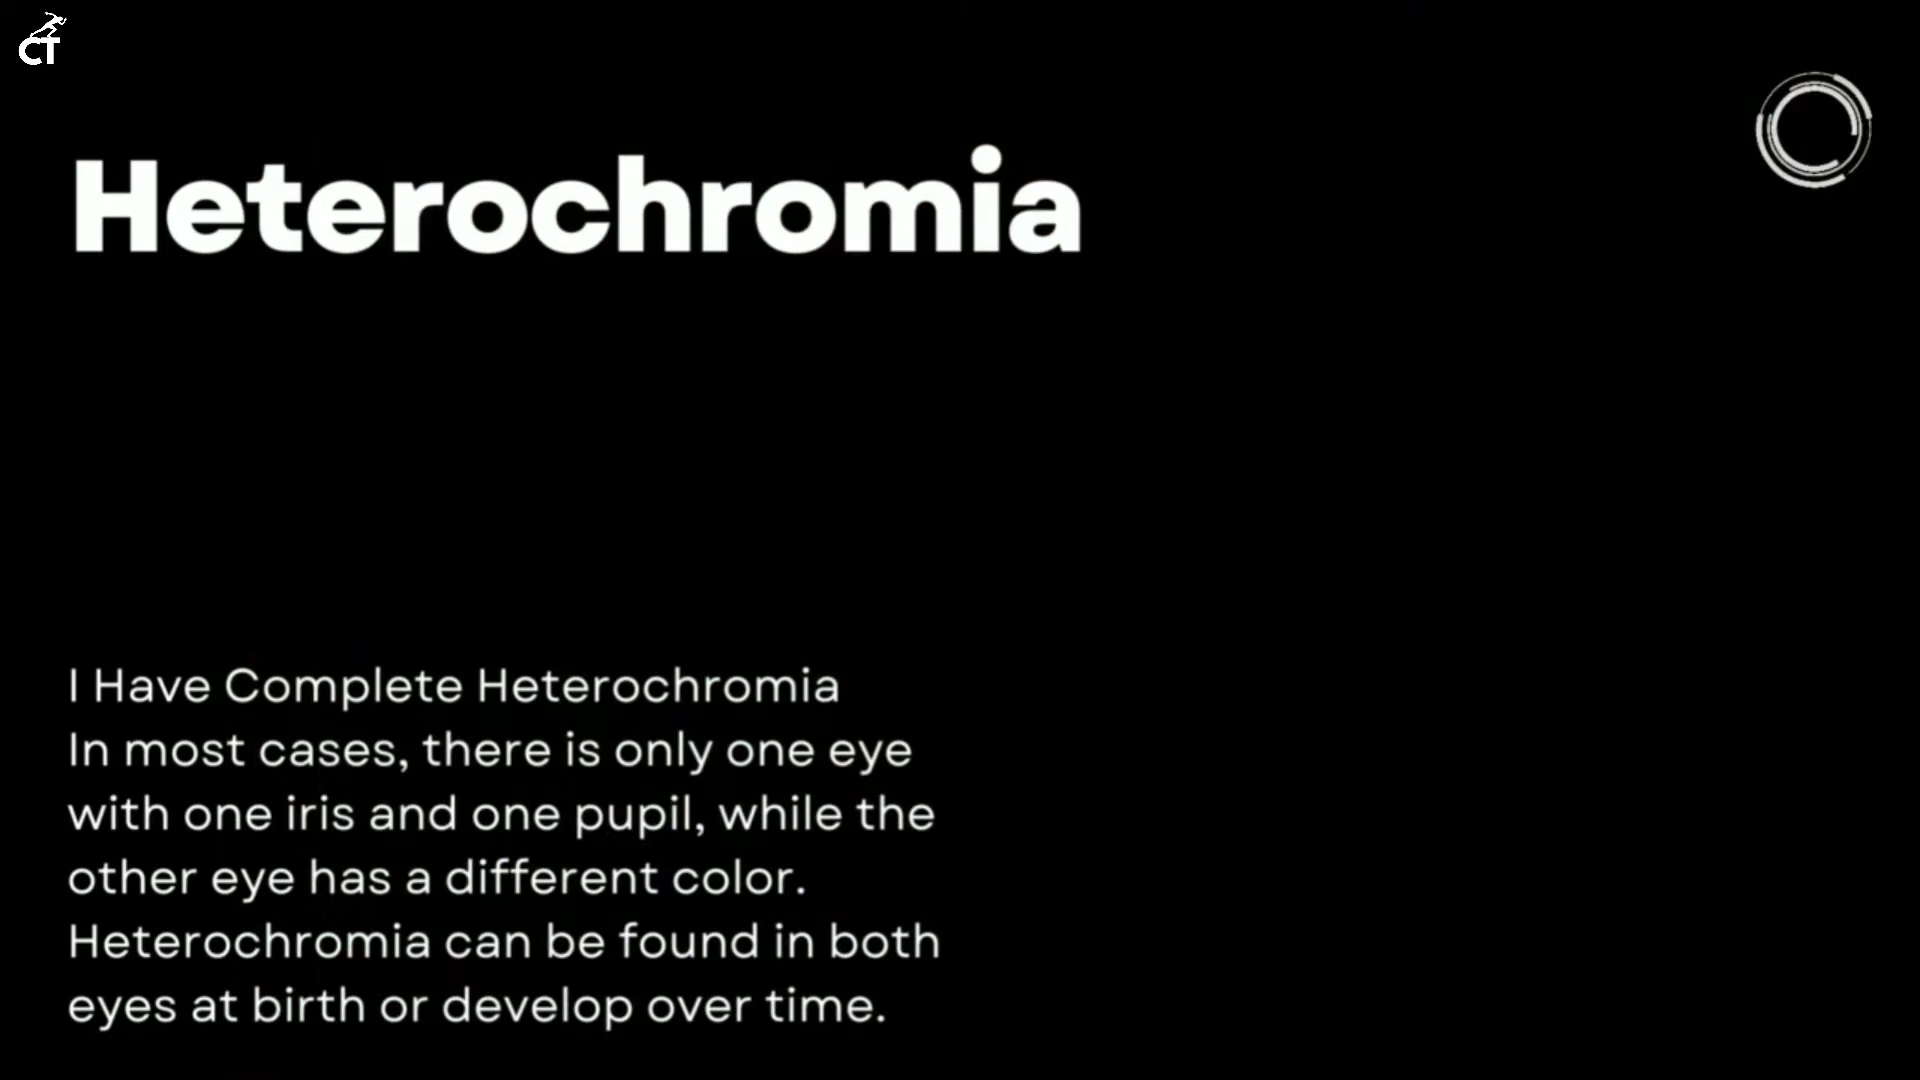 CT
Heterochromia
I Have Complete Heterochromia
In most cases, there is only one eye
with one iris and one pupil, while the
other eye has a different color.
Heterochromia can be found in both
eyes at birth or develop over time.